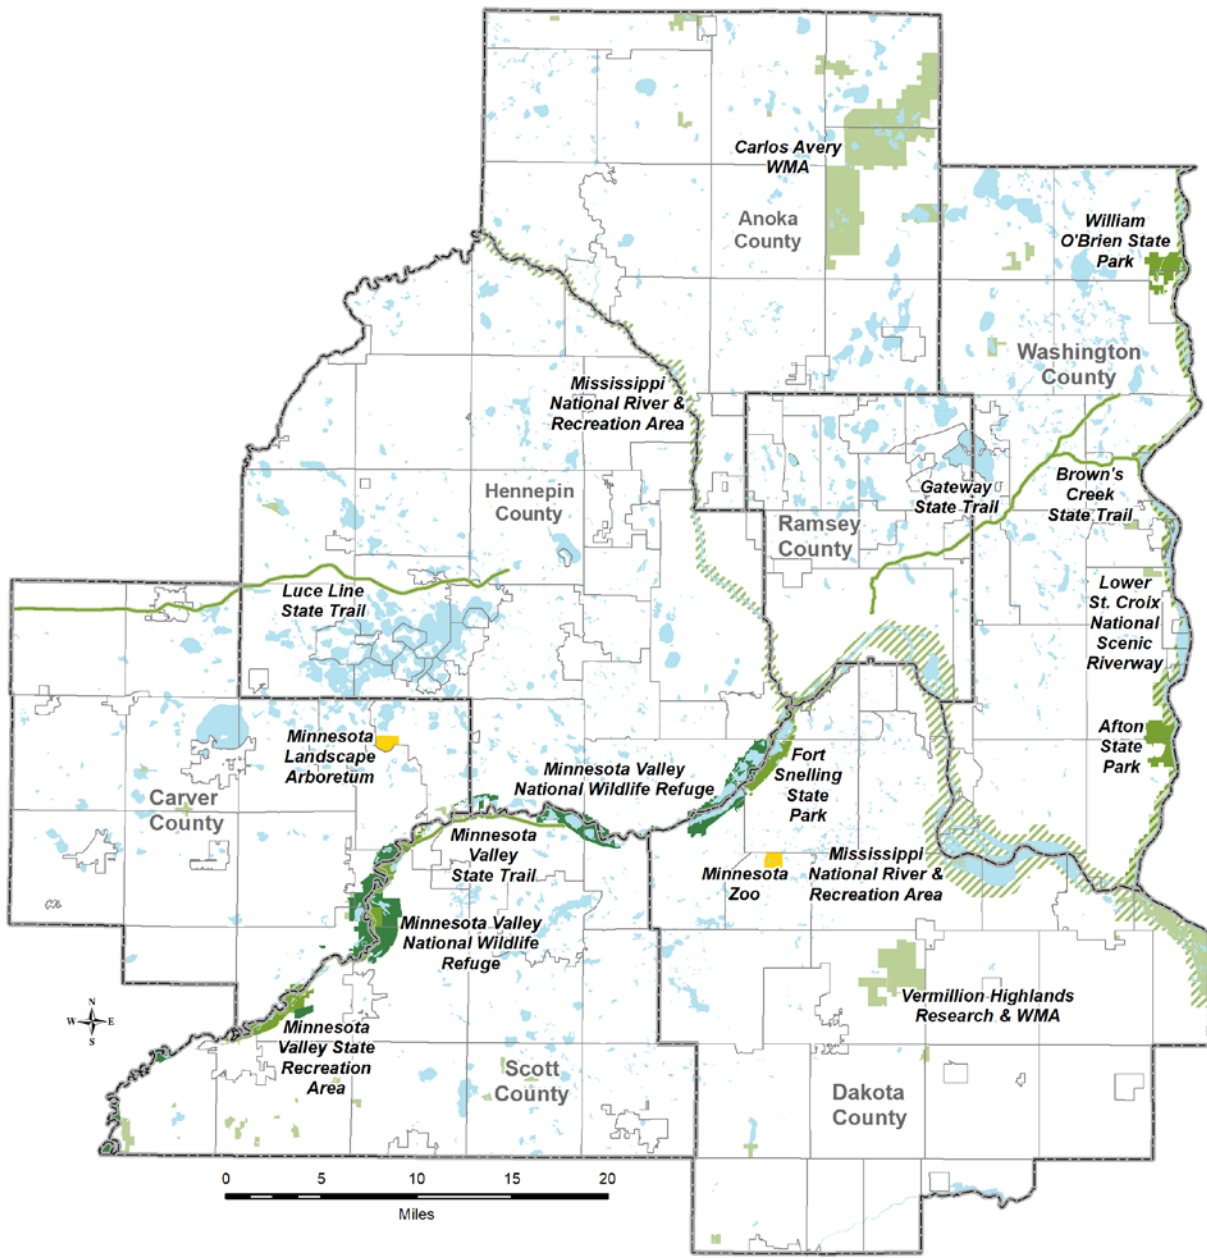 Carlos Avery
WMA
Anoka
County
William
O'Brien State
Park
Washington
County
Mississippi
National River &
Recreation Area
Hennepin
County
Gateway
State Trail
Brown's
Creek
State Trail
Ramsey
County
Luce Line
State Trail
Lower
St. Croix
National
Scenic
Riverway
Minnesota
Landscape
Arboretum
Minnesota Valley
National Wildlife Refuge
Fort
Snelling
State
Park
Afton
State
Park
Carver
County
Minnesota
Valley
State Trail
Minnesota
Zoo
Mississippi
National River &
Recreation Area
Minnesota Valley
National Wildlife
Refuge
Vermillion Highlands
Research & WMA
N
W E
S
Minnesota
Valley State
Recreation
Area
Scott
County
Dakota
County
0 5 10 15 20
Miles